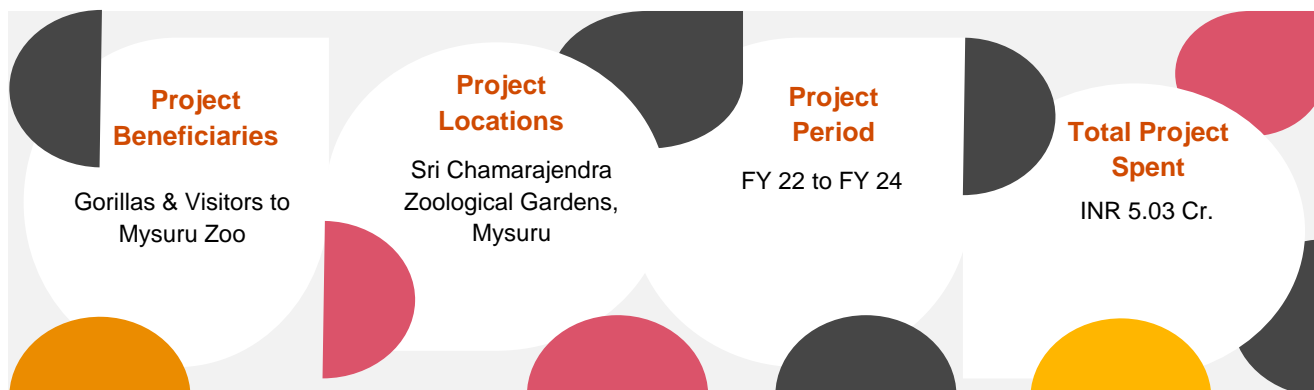 Project
Beneficiaries
Gorillas & Visitors to
Mysuru Zoo
Project
Locations
Sri Chamarajendra
Zoological Gardens,
Mysuru
Project
Period
FY 22 to FY 24
Total Project
Spent
INR 5.03 Cr.